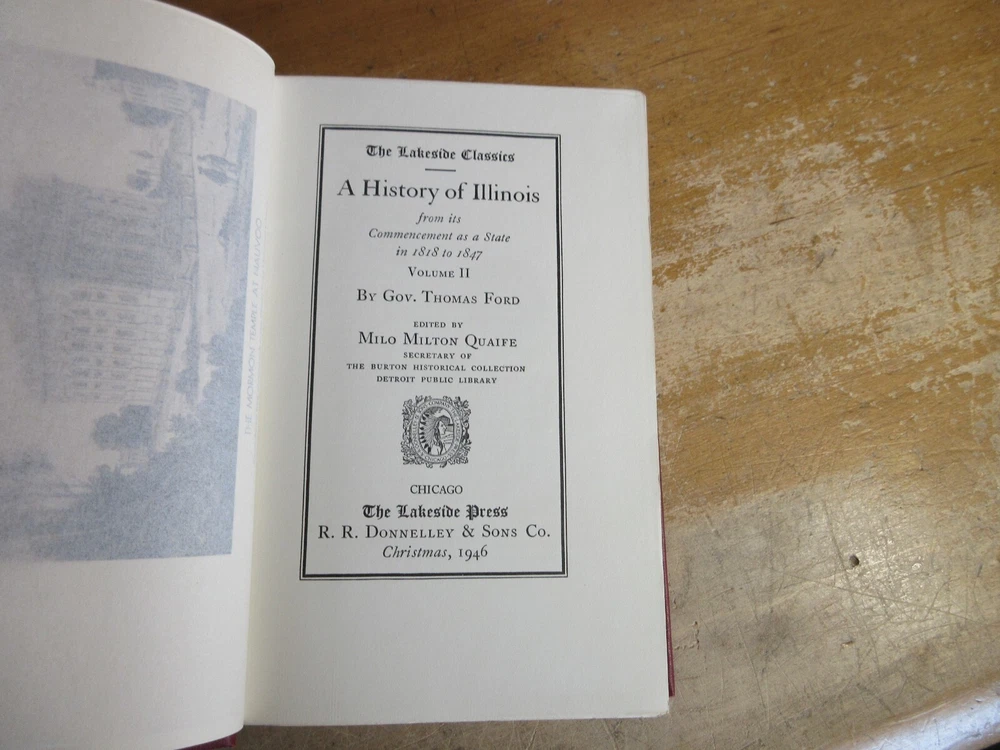 THE MORMON TEMPLE AT NAUVOO
The Lakeside Classics
A History of Illinois
from its
Commencement as a State
in 1818 to 1847
Volume II
By Gov. Thomas Ford
EDITED BY
Milo Milton Quaife
SECRETARY OF
THE BURTON HISTORICAL COLLECTION
DETROIT PUBLIC LIBRARY
CHICAGO
The Lakeside Press
R. R. Donnelley & Sons Co.
Christmas, 1946